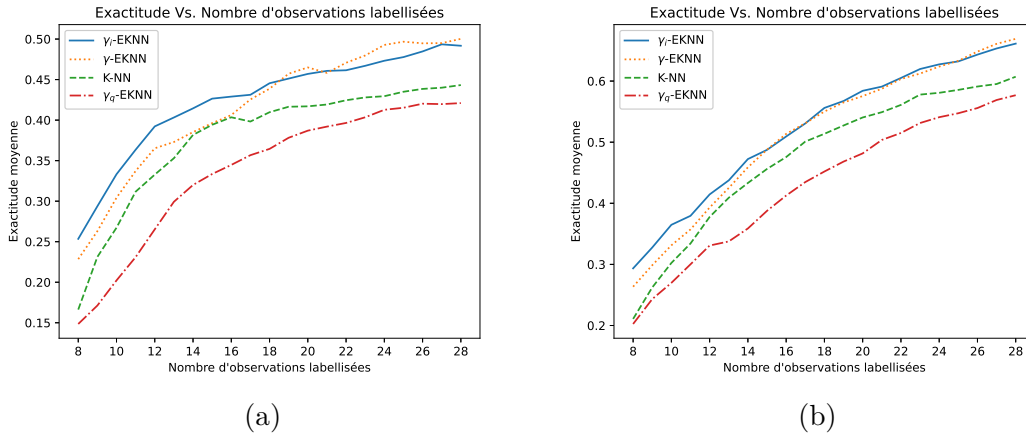 Exactitude Vs. Nombre d'observations labellisées
Exactitude moyenne
0.50
0.45
0.40
0.35
0.30
0.25
0.20
0.15
γi-EKNN
γ-EKNN
K-NN
γq-EKNN
8 10 12 14 16 18 20 22 24 26 28
Nombre d'observations labellisées
(a)
Exactitude Vs. Nombre d'observations labellisées
Exactitude moyenne
0.6
0.5
0.4
0.3
0.2
γi-EKNN
γ-EKNN
K-NN
γq-EKNN
8 10 12 14 16 18 20 22 24 26 28
Nombre d'observations labellisées
(b)